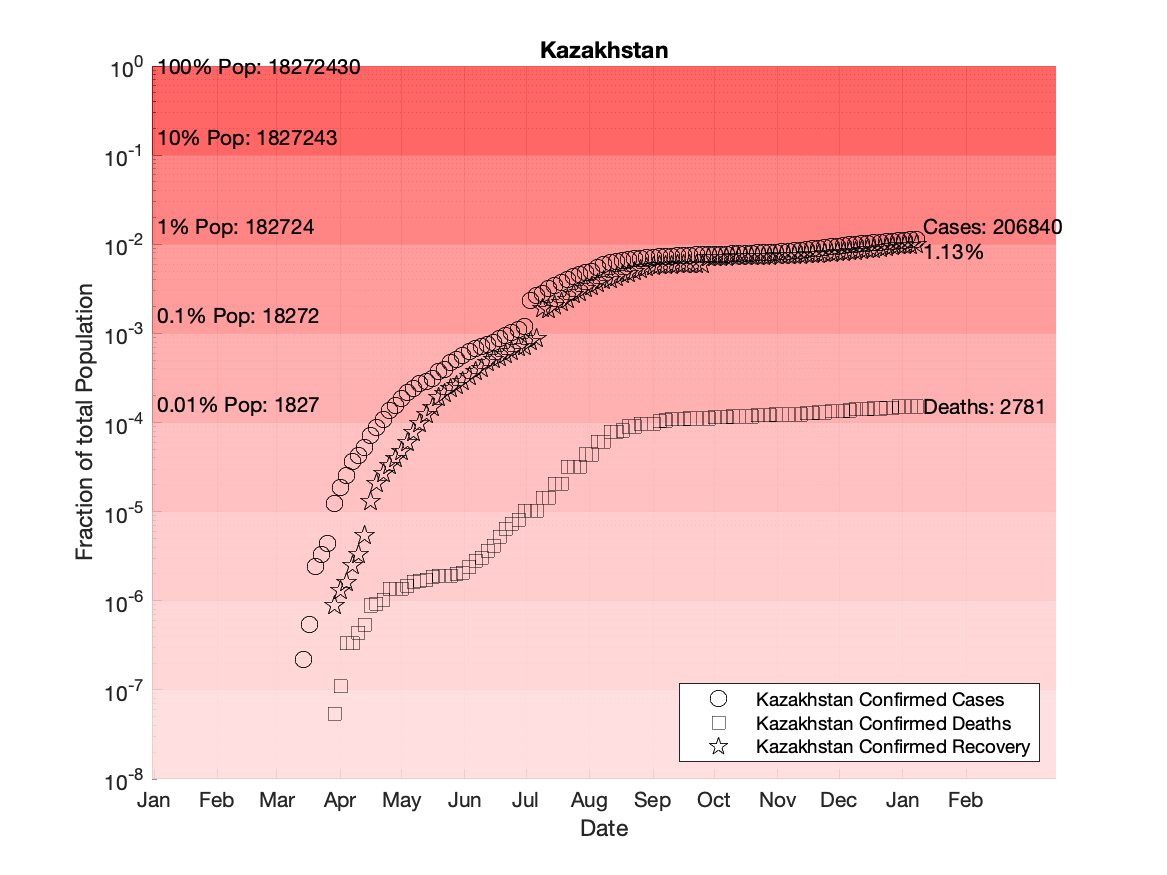 Kazakhstan
10^0
100% Pop: 18272430
10% Pop: 1827243
10^-1
1% Pop: 182724
Cases: 206840
10^-2
1.13%
0.1% Pop: 18272
10^-3
0.01% Pop: 1827
Deaths: 2781
10^-4
10^-5
10^-6
10^-7
10^-8
Fraction of total Population
Kazakhstan Confirmed Cases
Kazakhstan Confirmed Deaths
Kazakhstan Confirmed Recovery
Jan Feb Mar Apr May Jun Jul Aug Sep Oct Nov Dec Jan Feb
Date